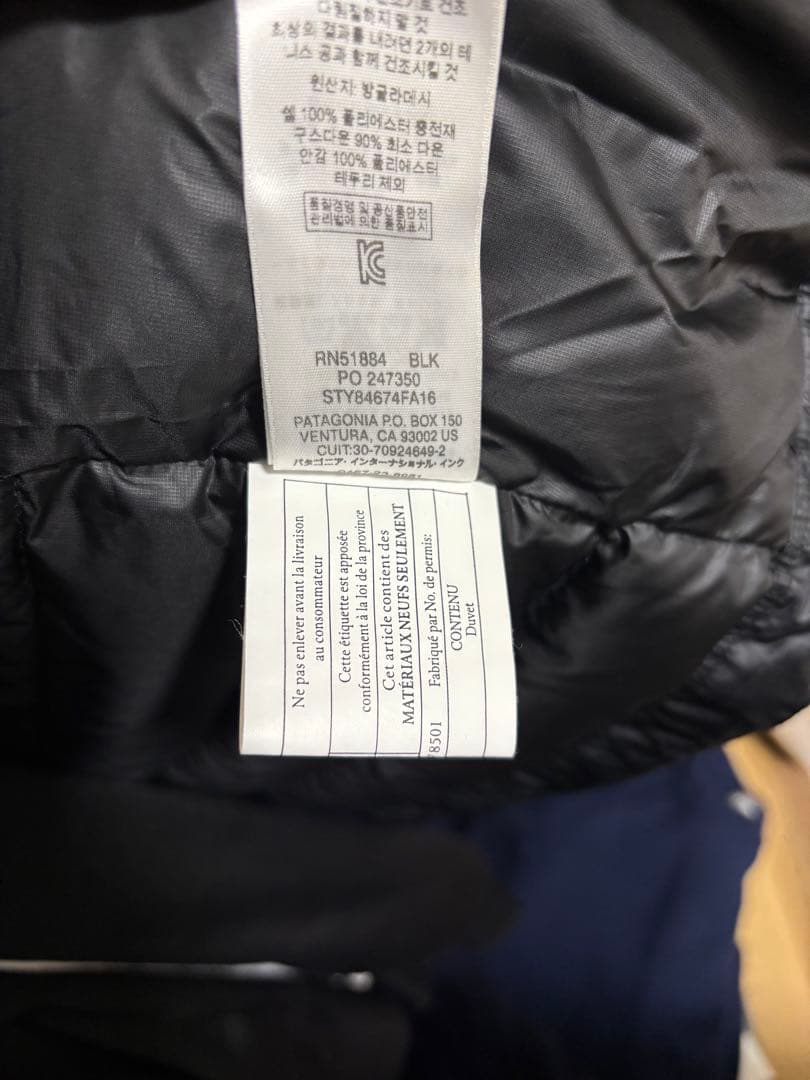 다림질하지 말 것
최상의 결과를 내려면 2개의 테
니스 공과 함께 건조시킬 것
원산지: 방글라데시
쉘 100% 폴리에스터 충전재
구스다운 90% 최소 다운
안감 100% 폴리에스터
테두리 제외
품질경영 및 공산품안전
관리법에 의한 품질표시
RN51884 BLK
PO 247350
STY84674FA16
PATAGONIA P.O. BOX 150
VENTURA, CA 93002 US
CUIT:30-70924649-2
パタゴニア・インターナショナル・インク
Ne pas enlever avant la livraison
au consommateur
Cette étiquette est apposée
conformément à la loi de la province
Cet article contient des
MATÉRIAUX NEUFS SEULEMENT
Fabriqué par No. de permis:
78501
CONTENU
Duvet